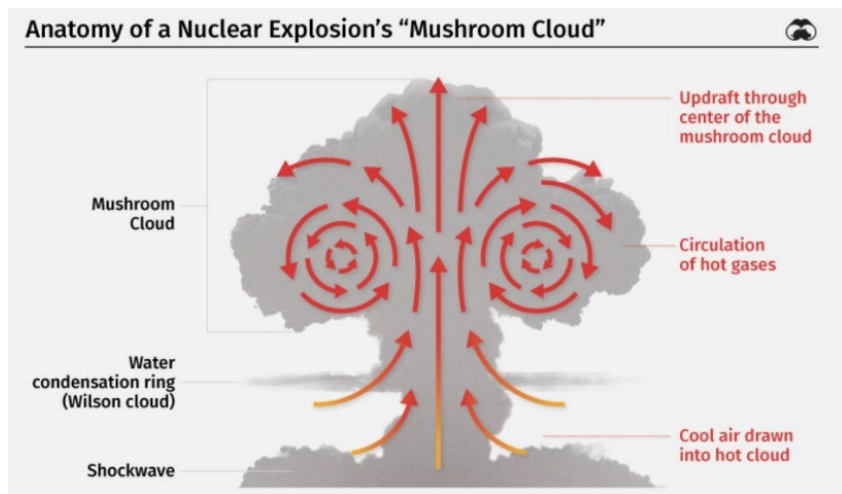 Anatomy of a Nuclear Explosion's “Mushroom Cloud”
Updraft through
center of the
mushroom cloud
Mushroom
Cloud
Circulation
of hot gases
Water
condensation ring
(Wilson cloud)
Cool air drawn
into hot cloud
Shockwave